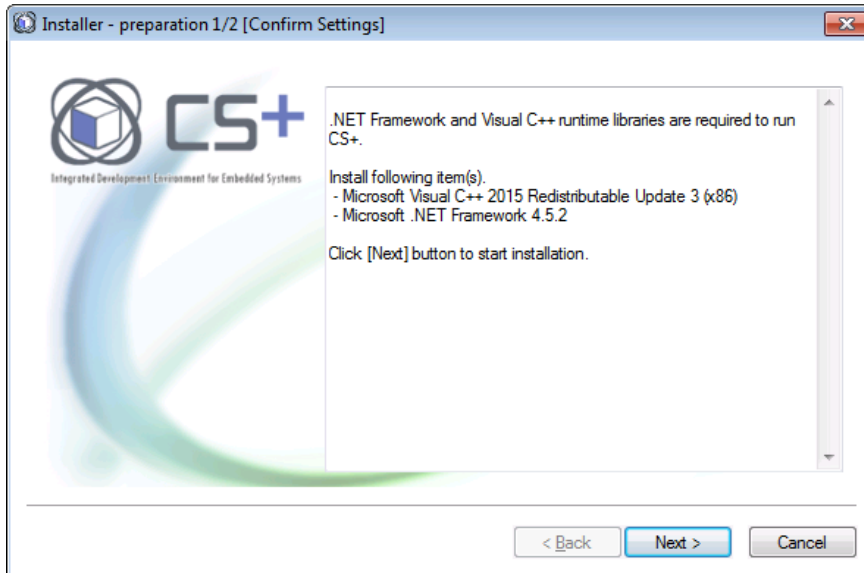 Installer - preparation 1/2 [Confirm Settings]
CS+
Integrated Development Environment for Embedded Systems
.NET Framework and Visual C++ runtime libraries are required to run
CS+.
Install following item(s).
- Microsoft Visual C++ 2015 Redistributable Update 3 (x86)
- Microsoft .NET Framework 4.5.2
Click [Next] button to start installation.
< Back
Next >
Cancel